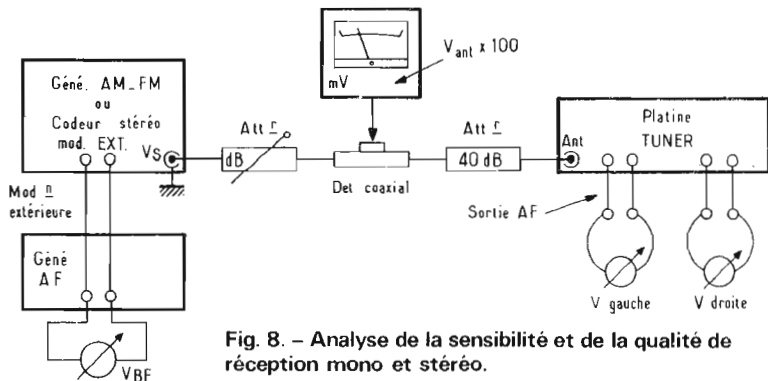 Géné. AM_FM
ou
Codeur stéréo
mod. EXT.
VS
Mod n
extérieure
Géné
AF
VBF
Att r
dB
mV
Vant x 100
Det coaxial
Att r
40 dB
Ant
Platine
TUNER
Sortie AF
V gauche
V droite
Fig. 8. – Analyse de la sensibilité et de la qualité de
réception mono et stéréo.